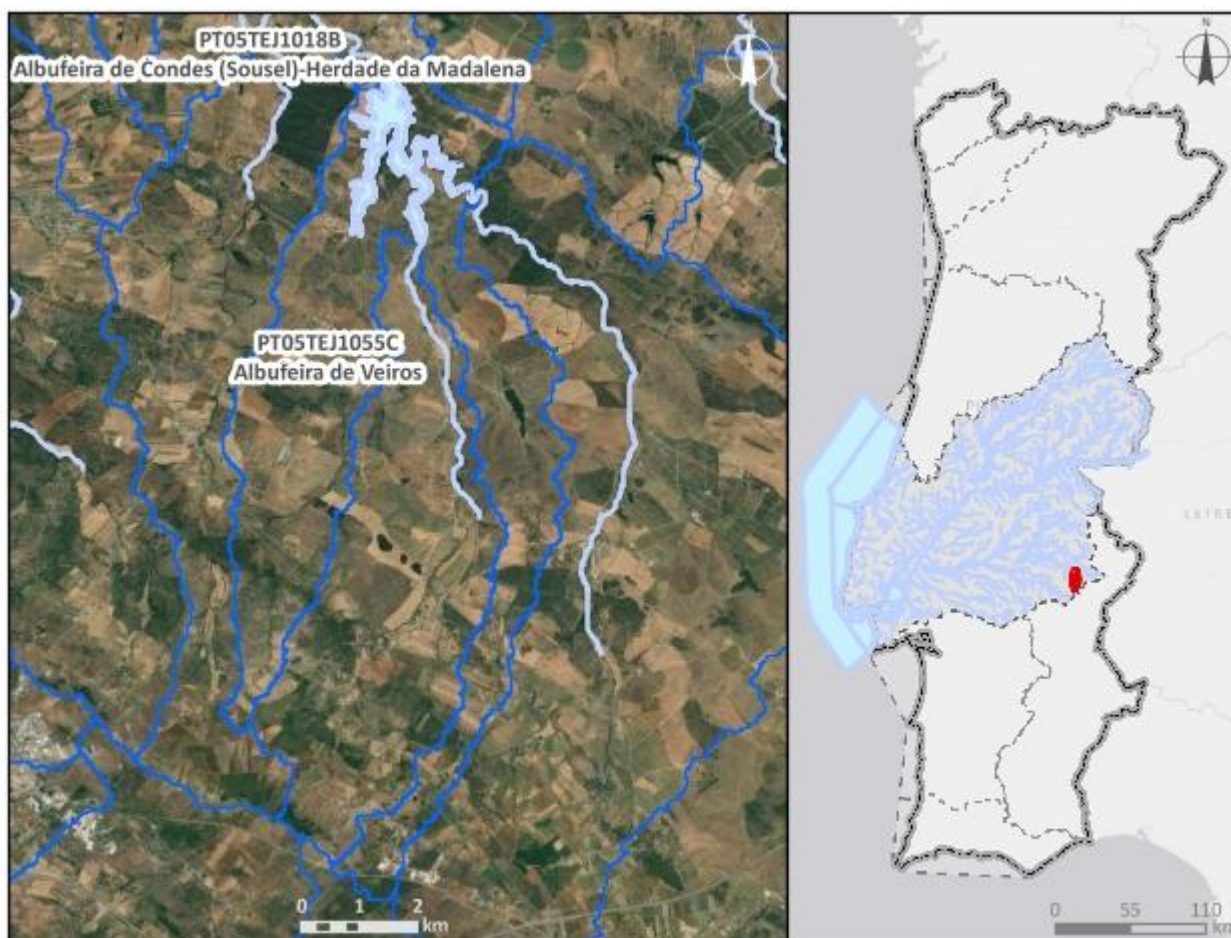 PT05TEJ1018B
Albufeira de Condes (Sousel)-Herdade da Madalena
PT05TEJ1055C
Albufeira de Veiros
0 1 2
km
N
0 55 110
km